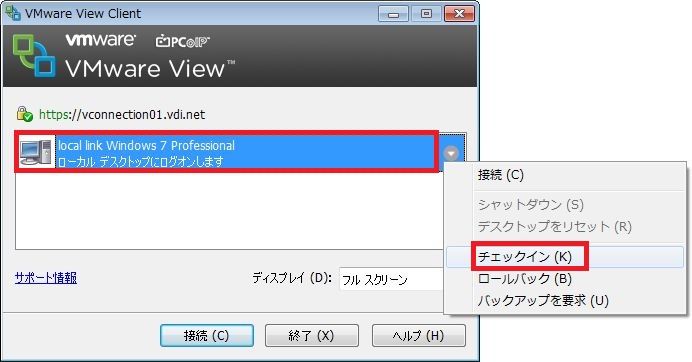 VMware View Client
vmware PCoIP
VMware View™
https://vconnection01.vdi.net
local link Windows 7 Professional
ローカル デスクトップにログオンします
接続 (C)
シャットダウン (S)
デスクトップをリセット (R)
チェックイン (K)
ロールバック (B)
バックアップを要求 (U)
サポート情報
ディスプレイ (D):
フル スクリーン
接続 (C)
終了 (X)
ヘルプ (H)